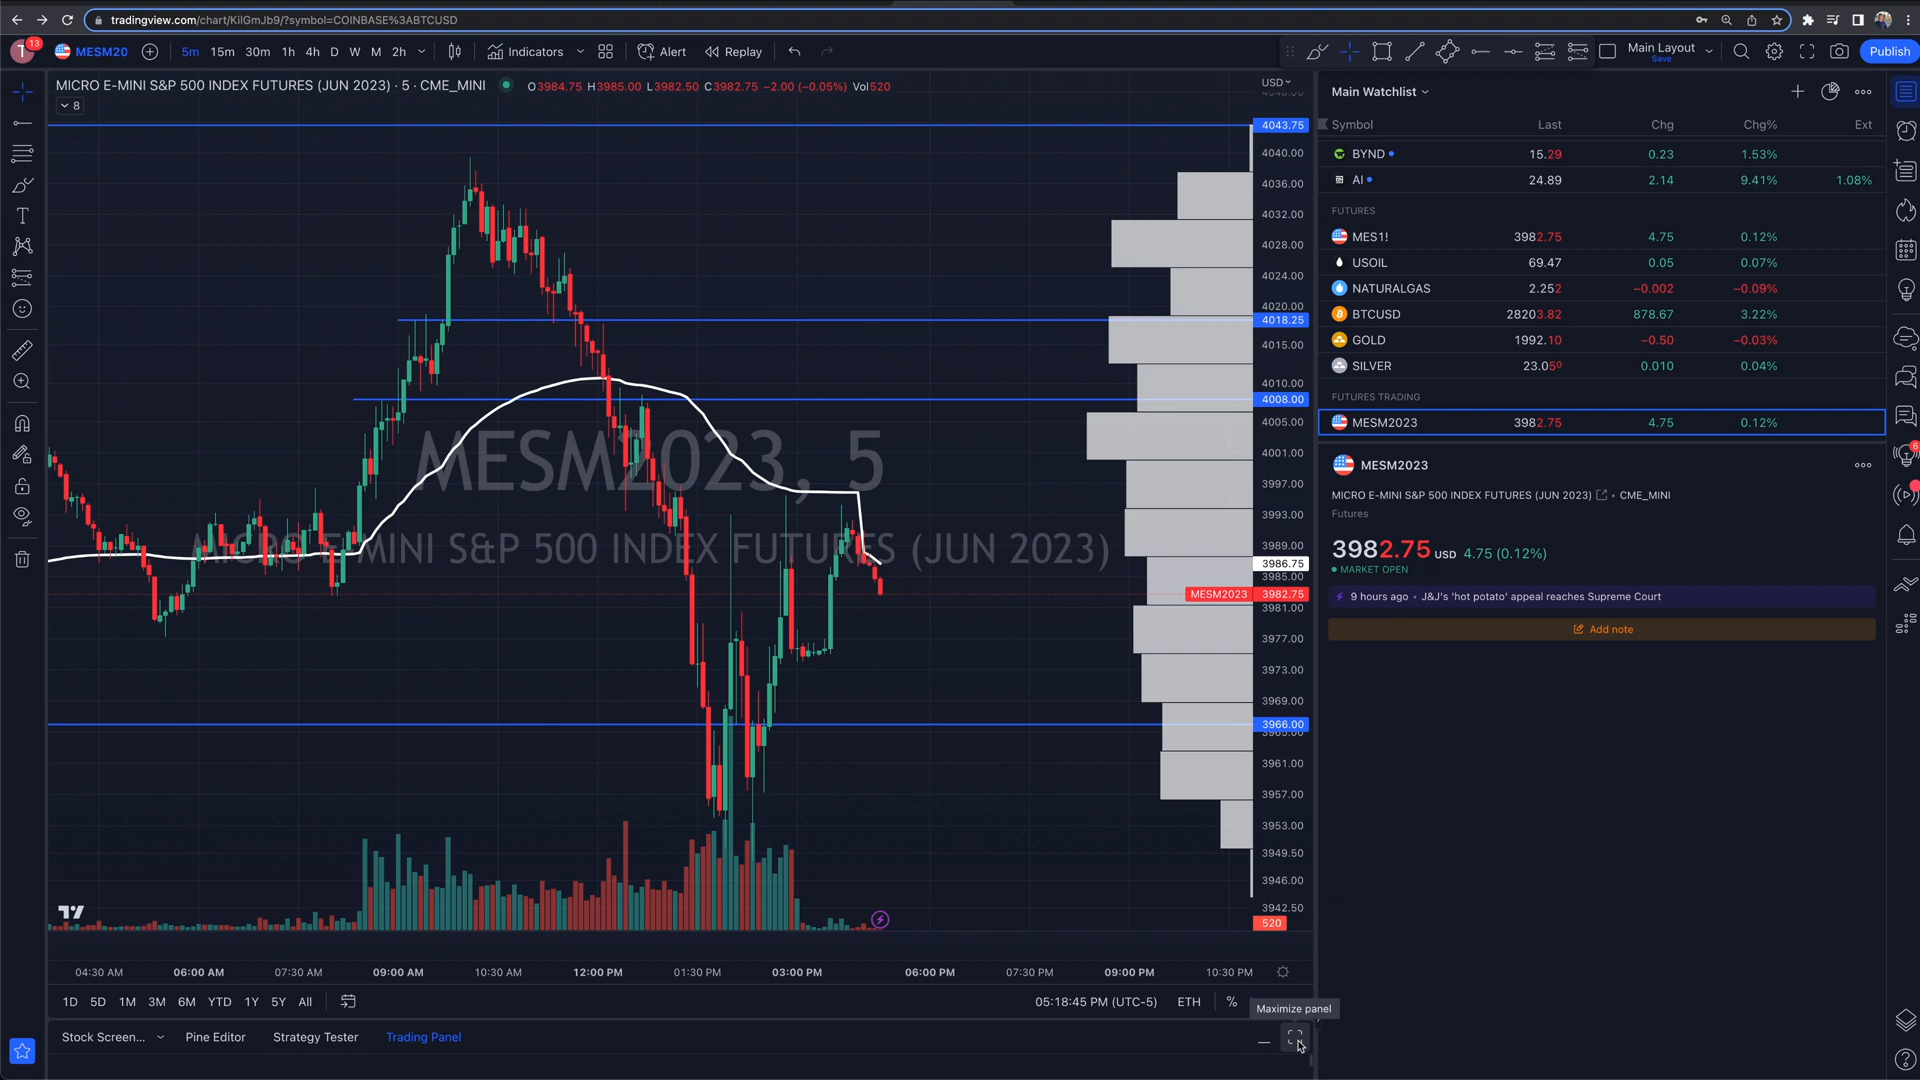 tradingview.com/chart/KilGmJb9/?symbol=COINBASE%3ABTCUSD
T 13 MESM20 5m 15m 30m 1h 4h D W M 2h Indicators Alert Replay Main Layout Save Publish
MICRO E-MINI S&P 500 INDEX FUTURES (JUN 2023) · 5 · CME_MINI O3984.75 H3985.00 L3982.50 C3982.75 −2.00 (−0.05%) Vol520
8
USD
4043.75
4040.00
4036.00
4032.00
4028.00
4024.00
4020.00
4018.25
4015.00
4010.00
4008.00
4005.00
4001.00
3997.00
3993.00
3989.00
3986.75
3985.00
MESM2023 3982.75
3981.00
3977.00
3973.00
3969.00
3966.00
3965.00
3961.00
3957.00
3953.00
3949.50
3946.00
3942.50
520
MESM2023, 5
MICRO E-MINI S&P 500 INDEX FUTURES (JUN 2023)
04:30 AM 06:00 AM 07:30 AM 09:00 AM 10:30 AM 12:00 PM 01:30 PM 03:00 PM 06:00 PM 07:30 PM 09:00 PM 10:30 PM
1D 5D 1M 3M 6M YTD 1Y 5Y All 05:18:45 PM (UTC-5) ETH %
Maximize panel
Stock Screen... Pine Editor Strategy Tester Trading Panel
Main Watchlist
Symbol Last Chg Chg% Ext
BYND 15.29 0.23 1.53%
AI 24.89 2.14 9.41% 1.08%
FUTURES
MES1! 3982.75 4.75 0.12%
USOIL 69.47 0.05 0.07%
NATURALGAS 2.252 −0.002 −0.09%
BTCUSD 28203.82 878.67 3.22%
GOLD 1992.10 −0.50 −0.03%
SILVER 23.050 0.010 0.04%
FUTURES TRADING
MESM2023 3982.75 4.75 0.12%
MESM2023
MICRO E-MINI S&P 500 INDEX FUTURES (JUN 2023) • CME_MINI
Futures
3982.75 USD 4.75 (0.12%)
MARKET OPEN
9 hours ago • J&J's 'hot potato' appeal reaches Supreme Court
Add note
6